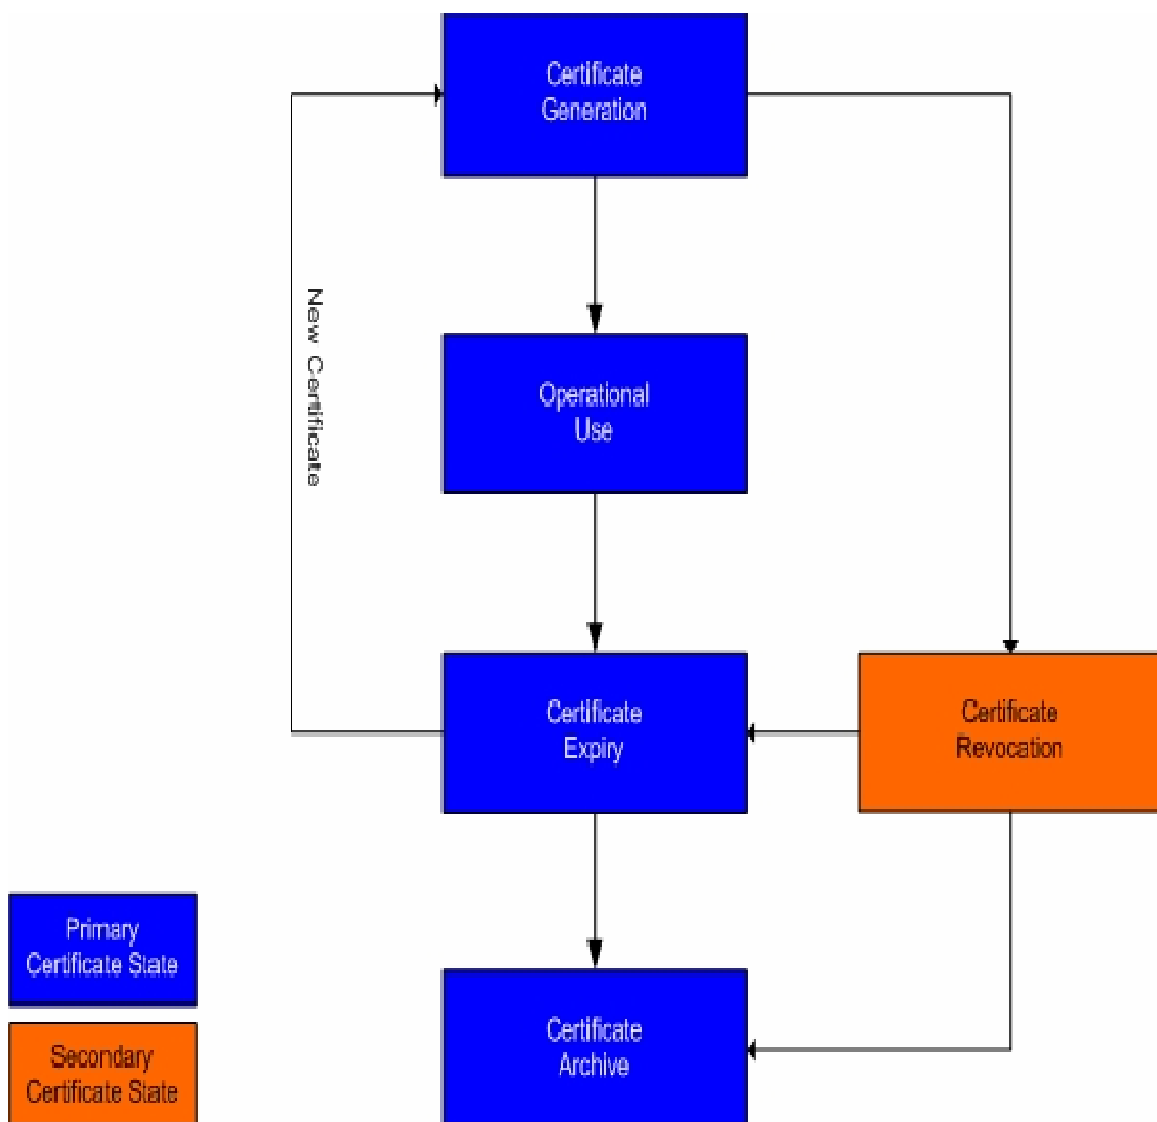 Certificate
Generation
New Certificate
Operational
Use
Certificate
Expiry
Certificate
Revocation
Primary
Certificate State
Certificate
Archive
Secondary
Certificate State